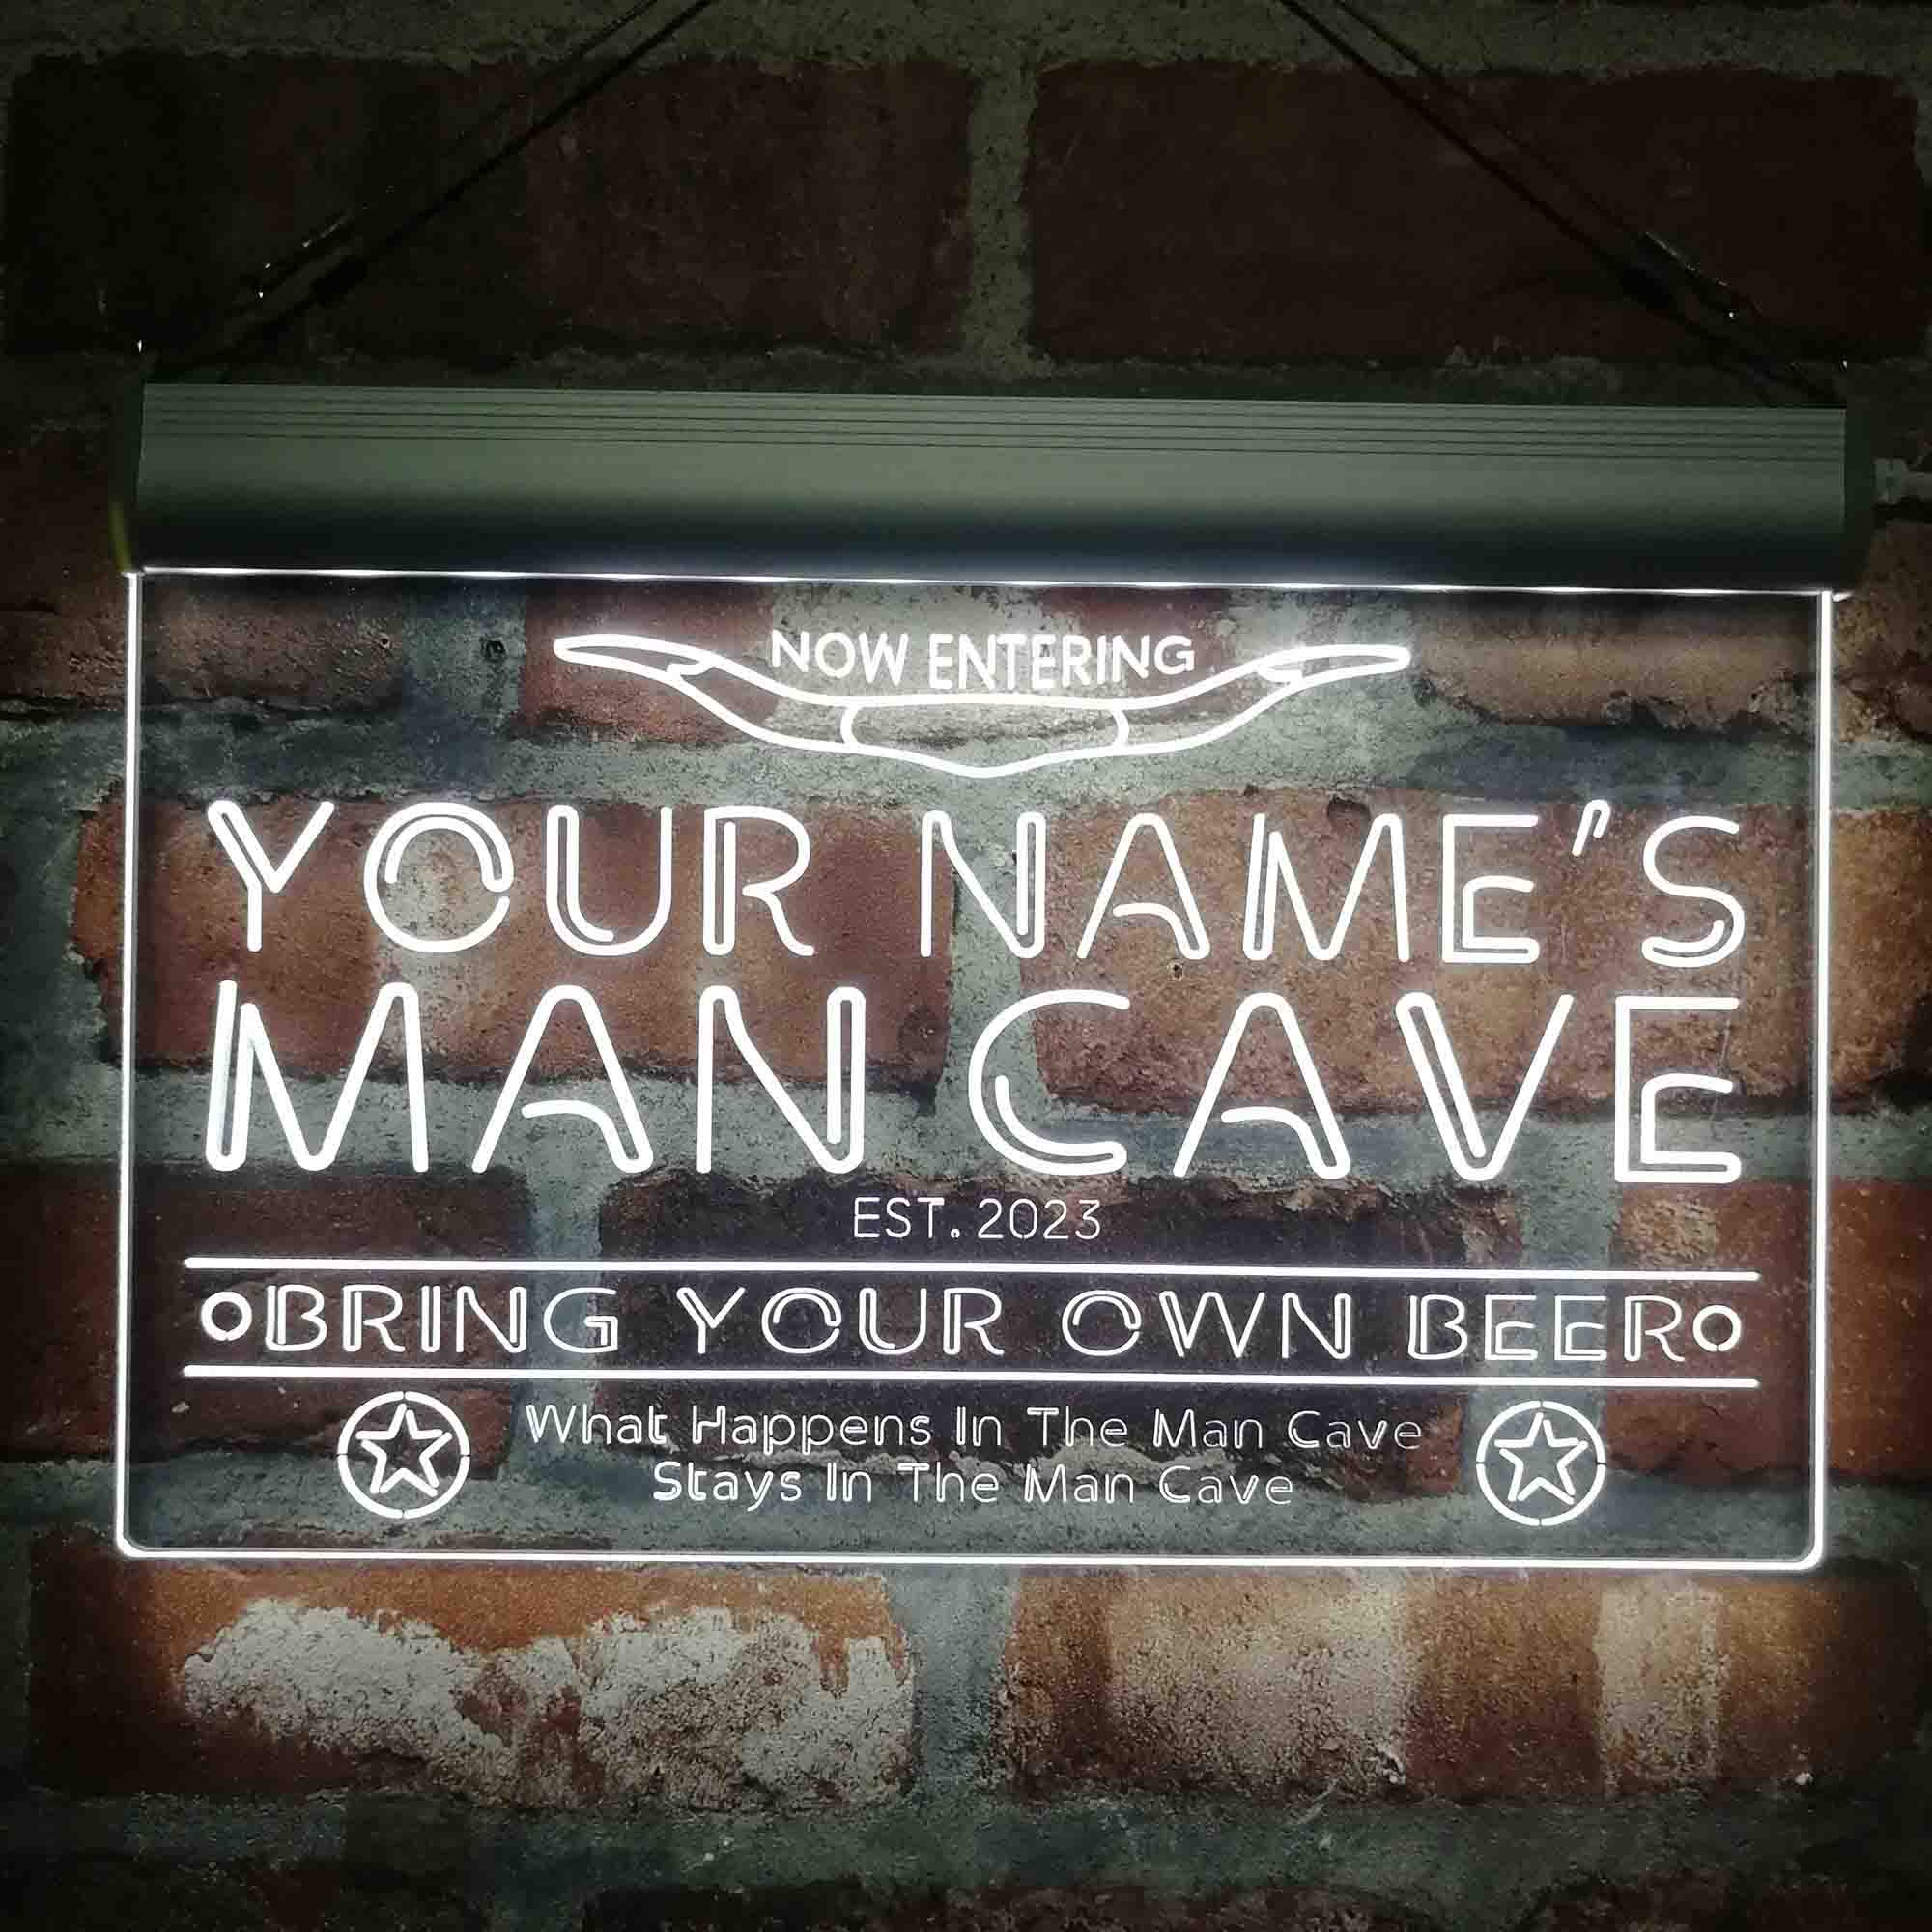 NOW ENTERING
YOUR NAME'S
MAN CAVE
EST. 2023
BRING YOUR OWN BEER
What Happens In The Man Cave
Stays In The Man Cave